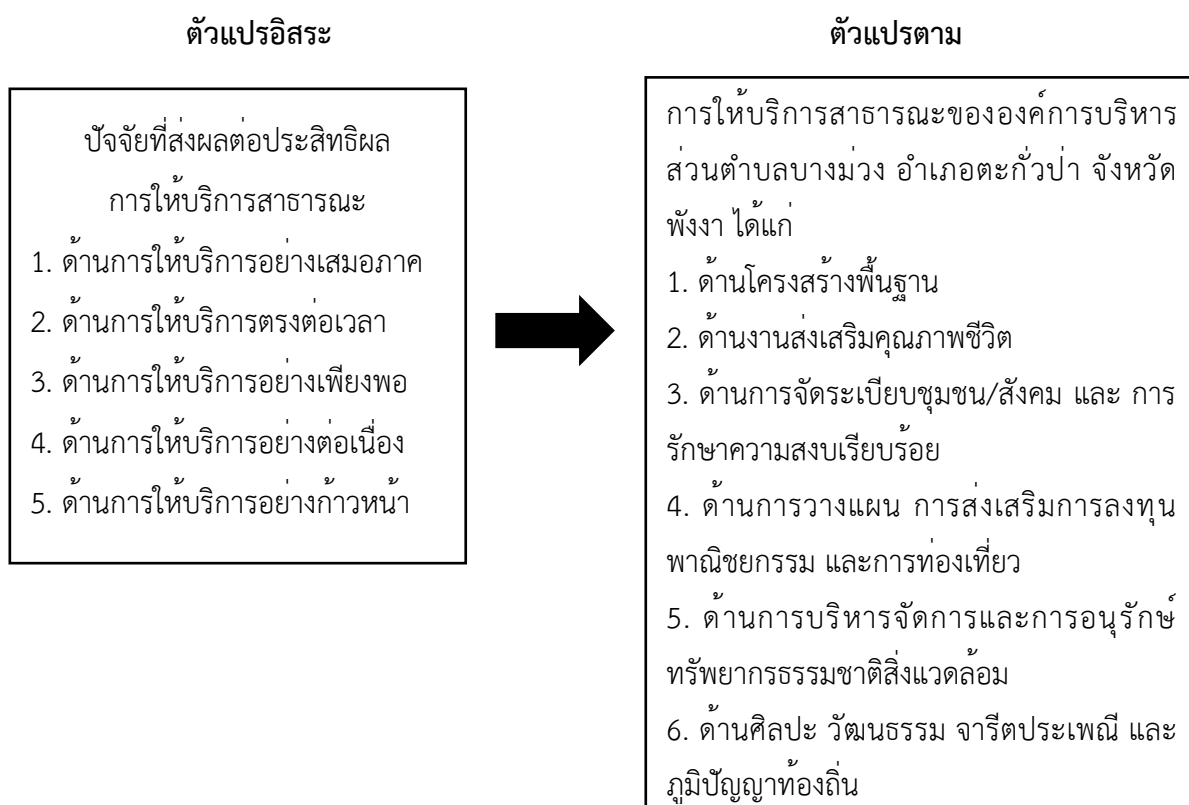 ตัวแปรอิสระ
ปัจจัยที่ส่งผลต่อประสิทธิผล
การให้บริการสาธารณะ
1. ด้านการให้บริการอย่างเสมอภาค
2. ด้านการให้บริการตรงต่อเวลา
3. ด้านการให้บริการอย่างเพียงพอ
4. ด้านการให้บริการอย่างต่อเนื่อง
5. ด้านการให้บริการอย่างก้าวหน้า
ตัวแปรตาม
การให้บริการสาธารณะขององค์การบริหาร
ส่วนตำบลบางม่วง อำเภอตะกั่วป่า จังหวัด
พังงา ได้แก่
1. ด้านโครงสร้างพื้นฐาน
2. ด้านงานส่งเสริมคุณภาพชีวิต
3. ด้านการจัดระเบียบชุมชน/สังคม และ การ
รักษาความสงบเรียบร้อย
4. ด้านการวางแผน การส่งเสริมการลงทุน
พาณิชยกรรม และการท่องเที่ยว
5. ด้านการบริหารจัดการและการอนุรักษ์
ทรัพยากรธรรมชาติสิ่งแวดล้อม
6. ด้านศิลปะ วัฒนธรรม จารีตประเพณี และ
ภูมิปัญญาท้องถิ่น